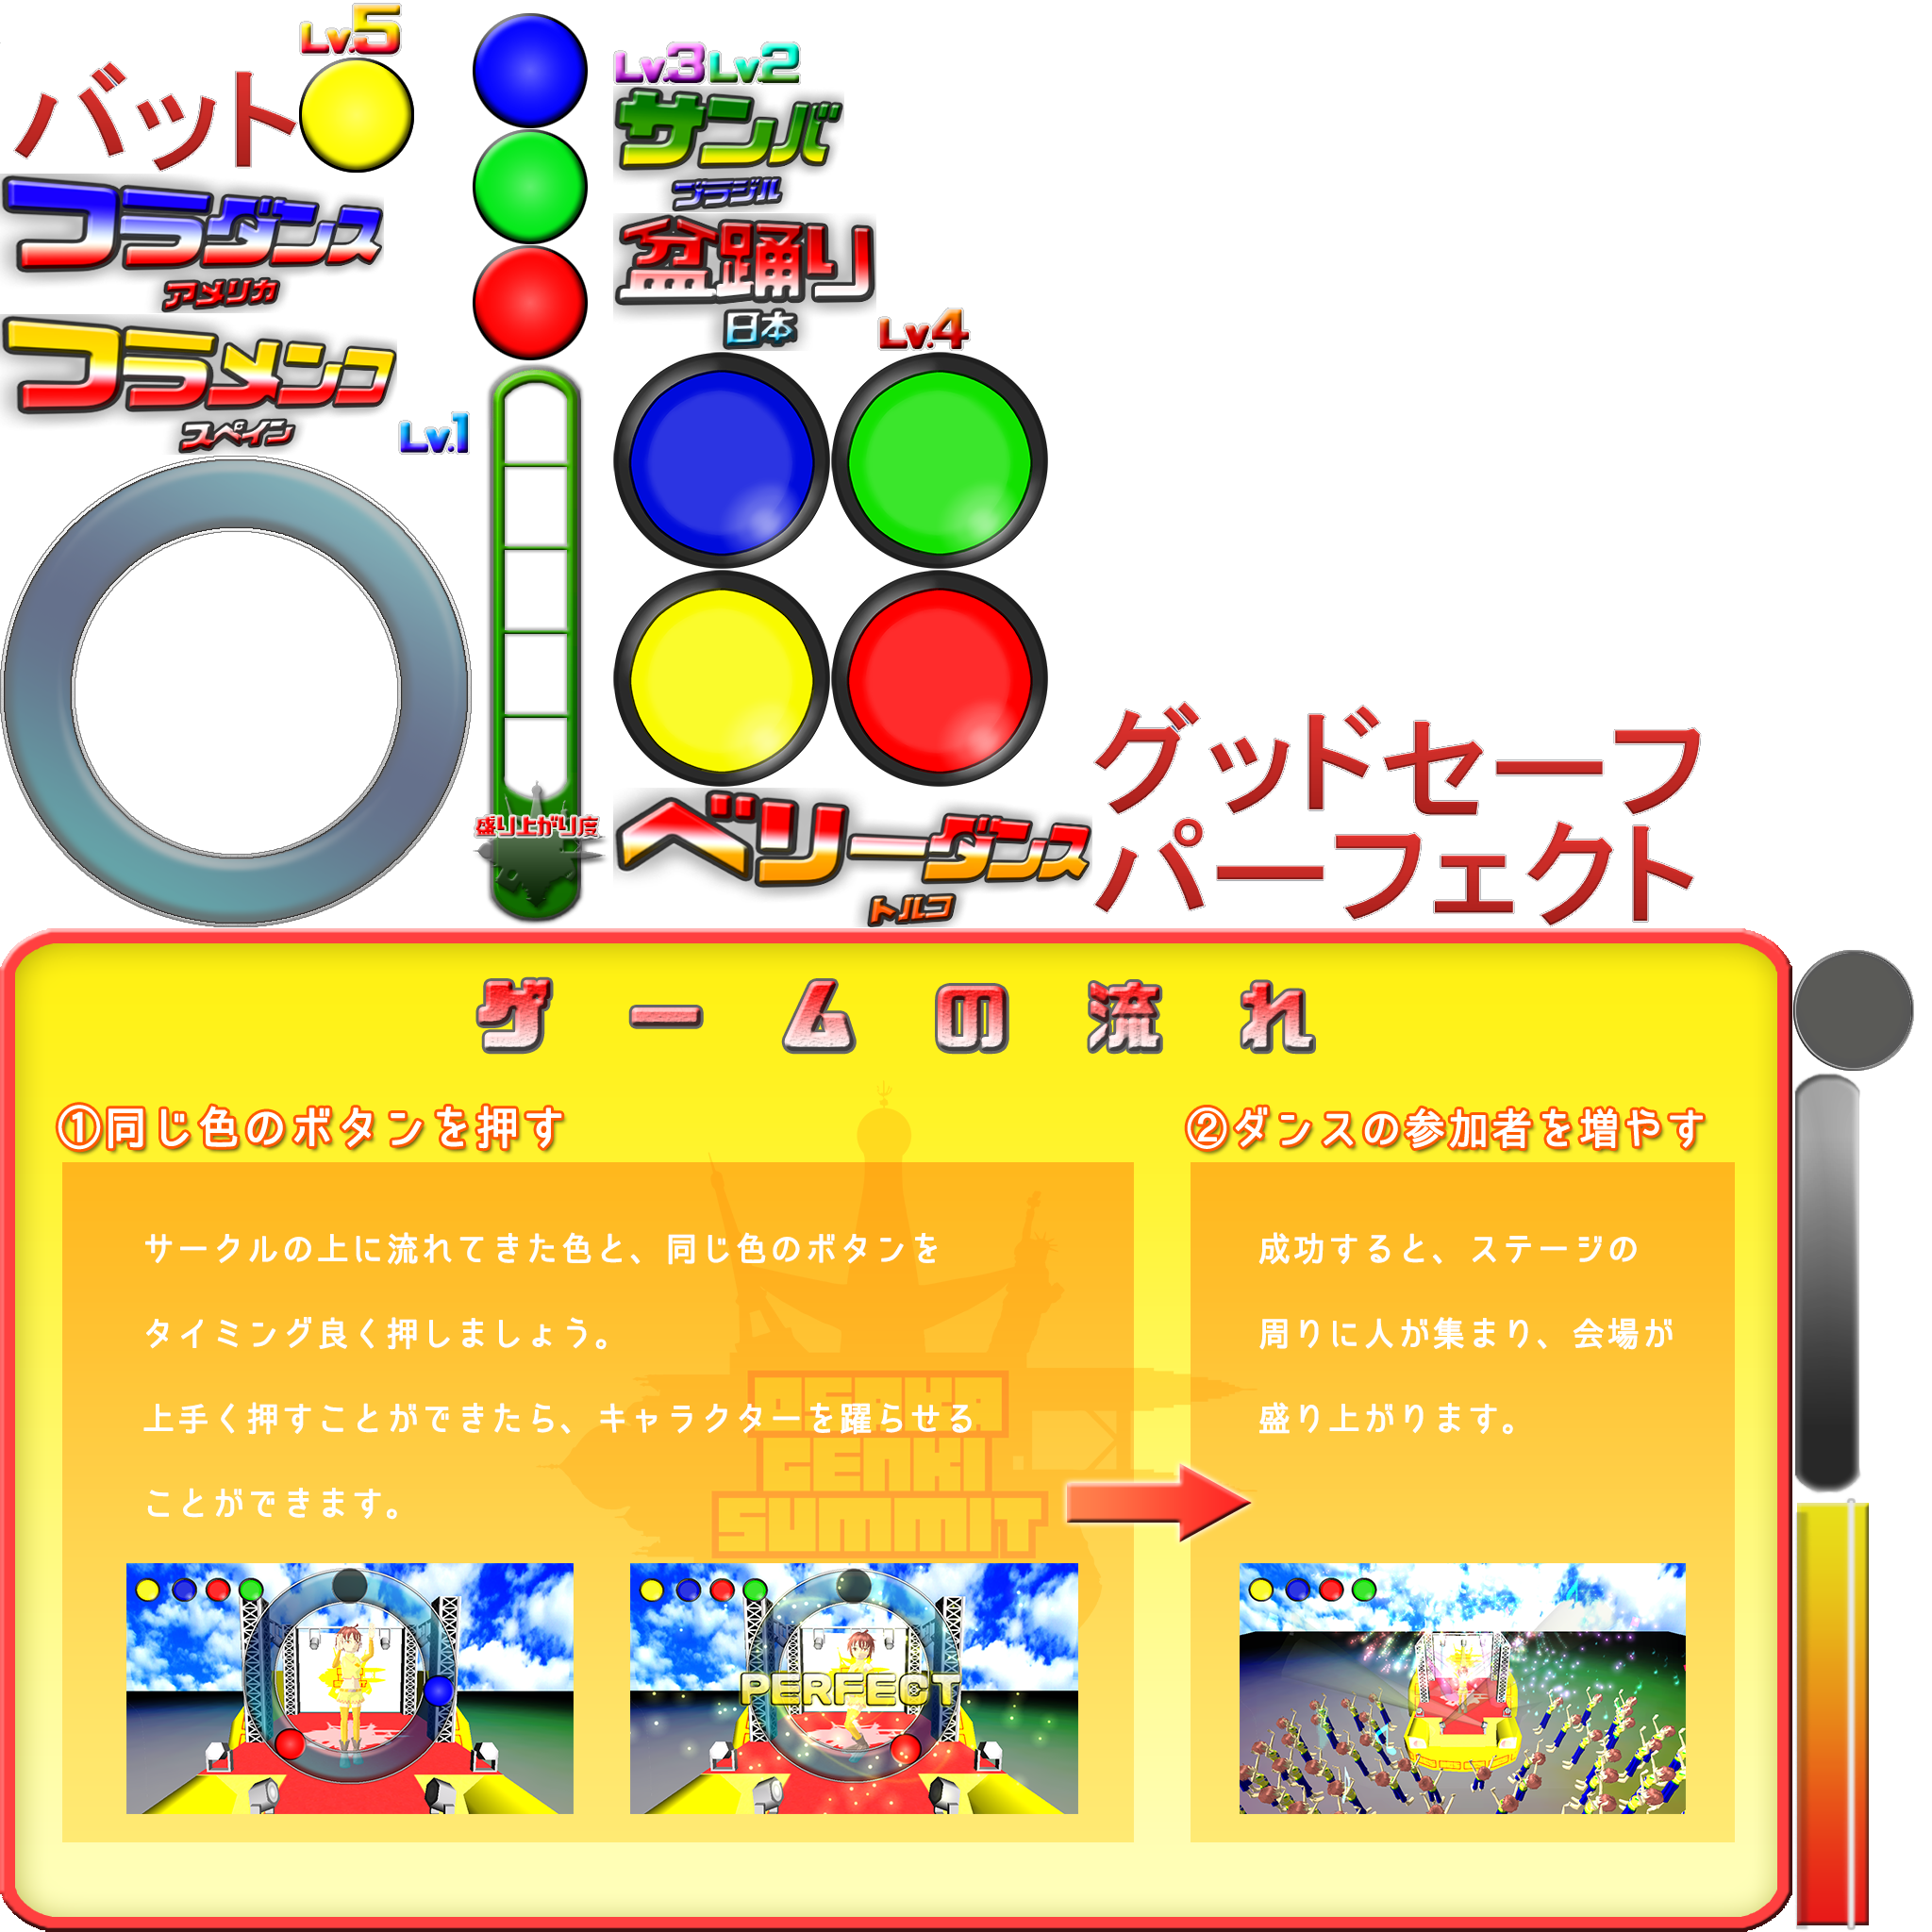 Lv.5
バット
フラダンス
アメリカ
フラメンコ
スペイン
Lv.1
盛り上がり度
Lv.3 Lv.2
サンバ
ブラジル
盆踊り
日本
Lv.4
ベリーダンス
トルコ
グッド セーフ
パーフェクト
ゲームの流れ
①同じ色のボタンを押す
サークルの上に流れてきた色と、同じ色のボタンを
タイミング良く押しましょう。
上手く押すことができたら、キャラクターを躍らせる
ことができます。
OSAKA
GENKI
SUMMIT
PERFECT
②ダンスの参加者を増やす
成功すると、ステージの
周りに人が集まり、会場が
盛り上がります。